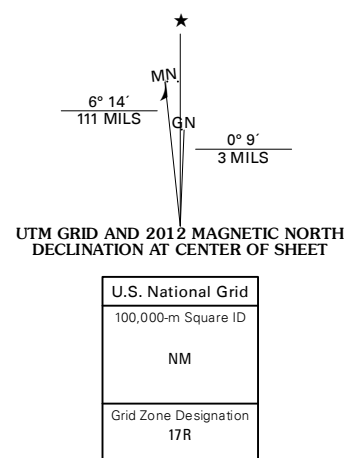 ★
MN
6° 14´
111 MILS
GN
0° 9´
3 MILS
UTM GRID AND 2012 MAGNETIC NORTH
DECLINATION AT CENTER OF SHEET
U.S. National Grid
100,000-m Square ID
NM
Grid Zone Designation
17R